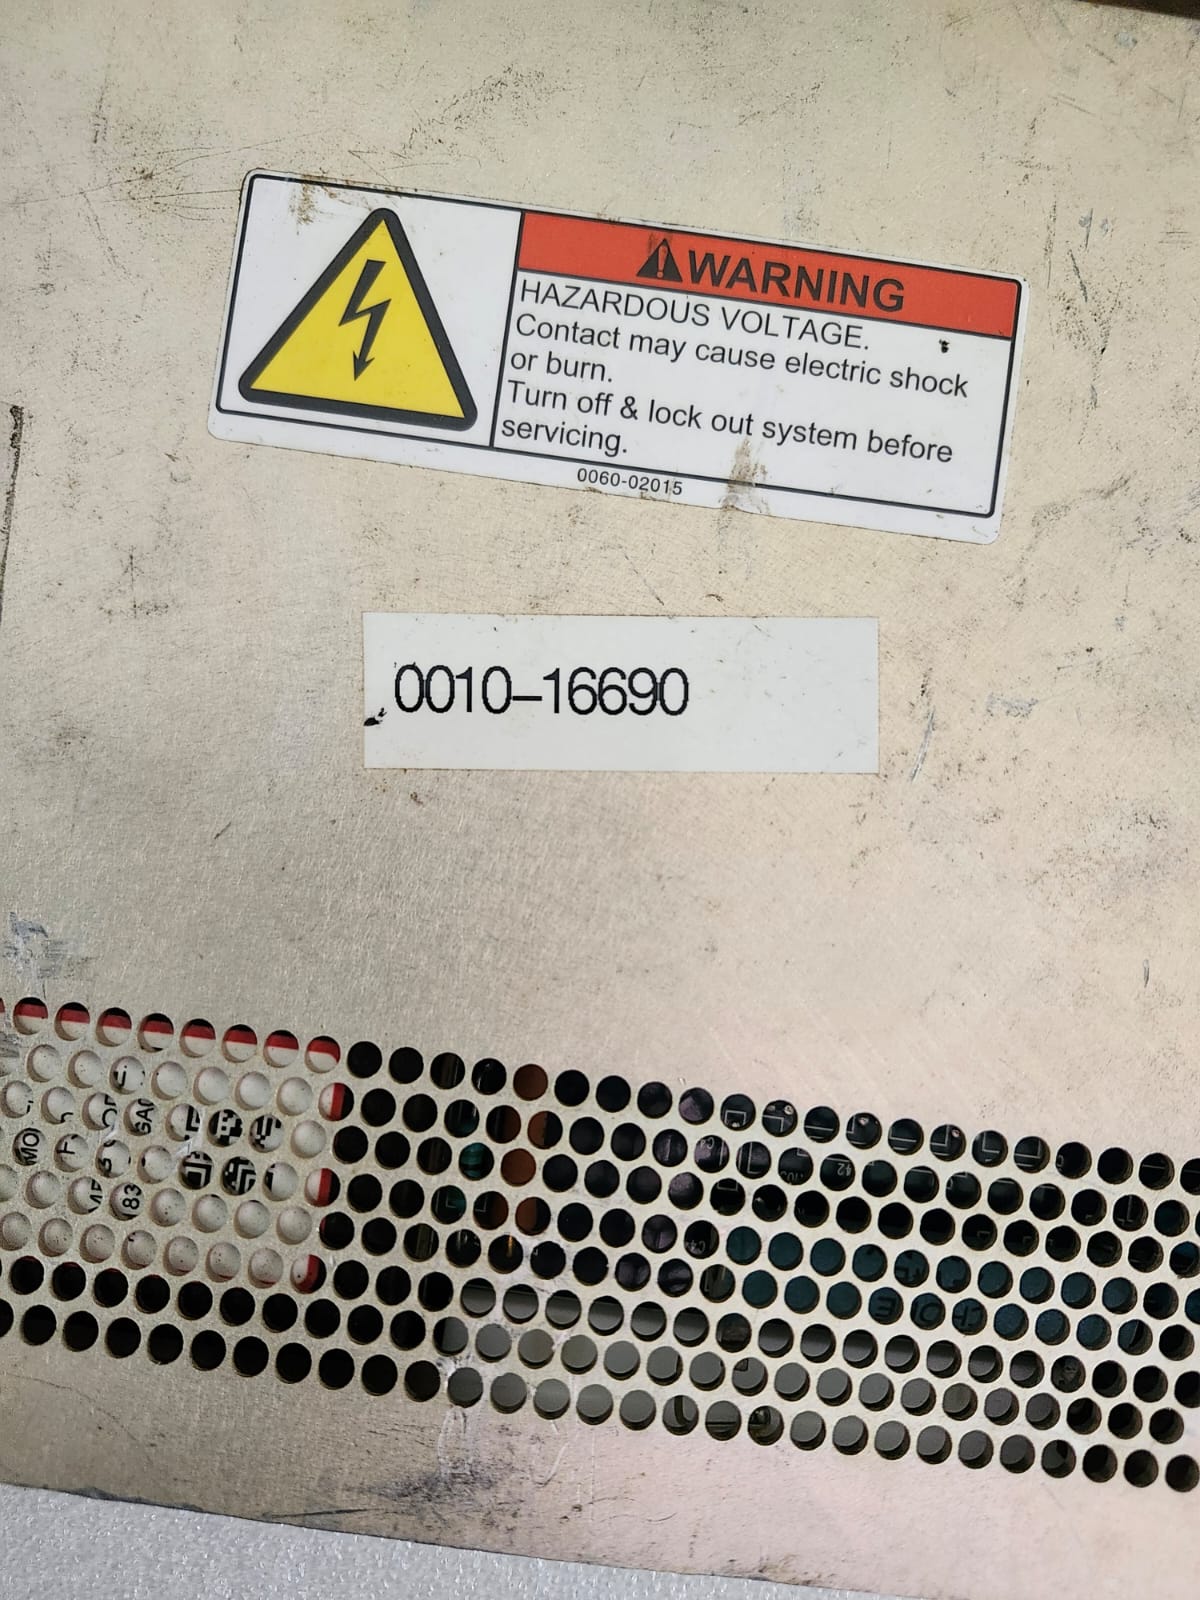 WARNING
HAZARDOUS VOLTAGE.
Contact may cause electric shock
or burn.
Turn off & lock out system before
servicing.
0060-02015
0010-16690